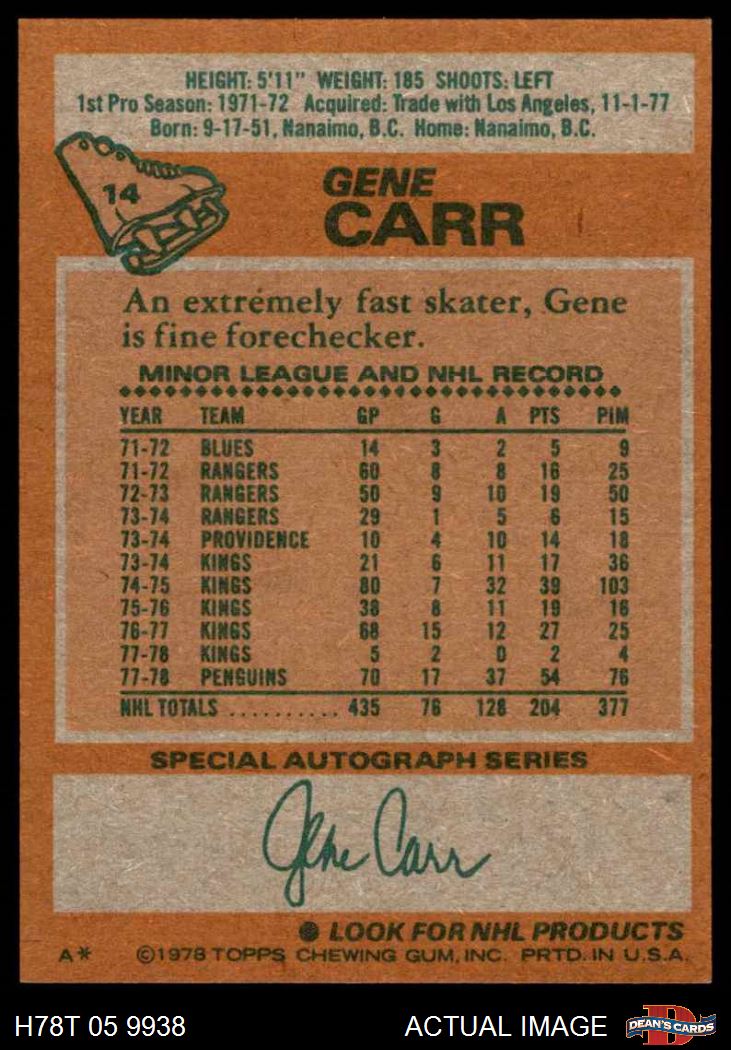 HEIGHT: 5'11" WEIGHT: 185 SHOOTS: LEFT
1st Pro Season: 1971-72 Acquired: Trade with Los Angeles, 11-1-77
Born: 9-17-51, Nanaimo, B.C. Home: Nanaimo, B.C.
14
GENE
CARR
An extremely fast skater, Gene
is fine forechecker.
MINOR LEAGUE AND NHL RECORD
YEAR TEAM GP G A PTS PIM
71-72 BLUES 14 3 2 5 9
71-72 RANGERS 60 8 8 16 25
72-73 RANGERS 50 9 10 19 50
73-74 RANGERS 29 1 5 6 15
73-74 PROVIDENCE 10 4 10 14 18
73-74 KINGS 21 6 11 17 36
74-75 KINGS 80 7 32 39 103
75-76 KINGS 38 8 11 19 16
76-77 KINGS 68 15 12 27 25
77-78 KINGS 5 2 0 2 4
77-78 PENGUINS 70 17 37 54 76
NHL TOTALS .......... 435 76 128 204 377
SPECIAL AUTOGRAPH SERIES
Gene Carr
LOOK FOR NHL PRODUCTS
A* ©1978 TOPPS CHEWING GUM, INC. PRTD. IN U.S.A.
H78T 05 9938 ACTUAL IMAGE DEAN'S CARDS